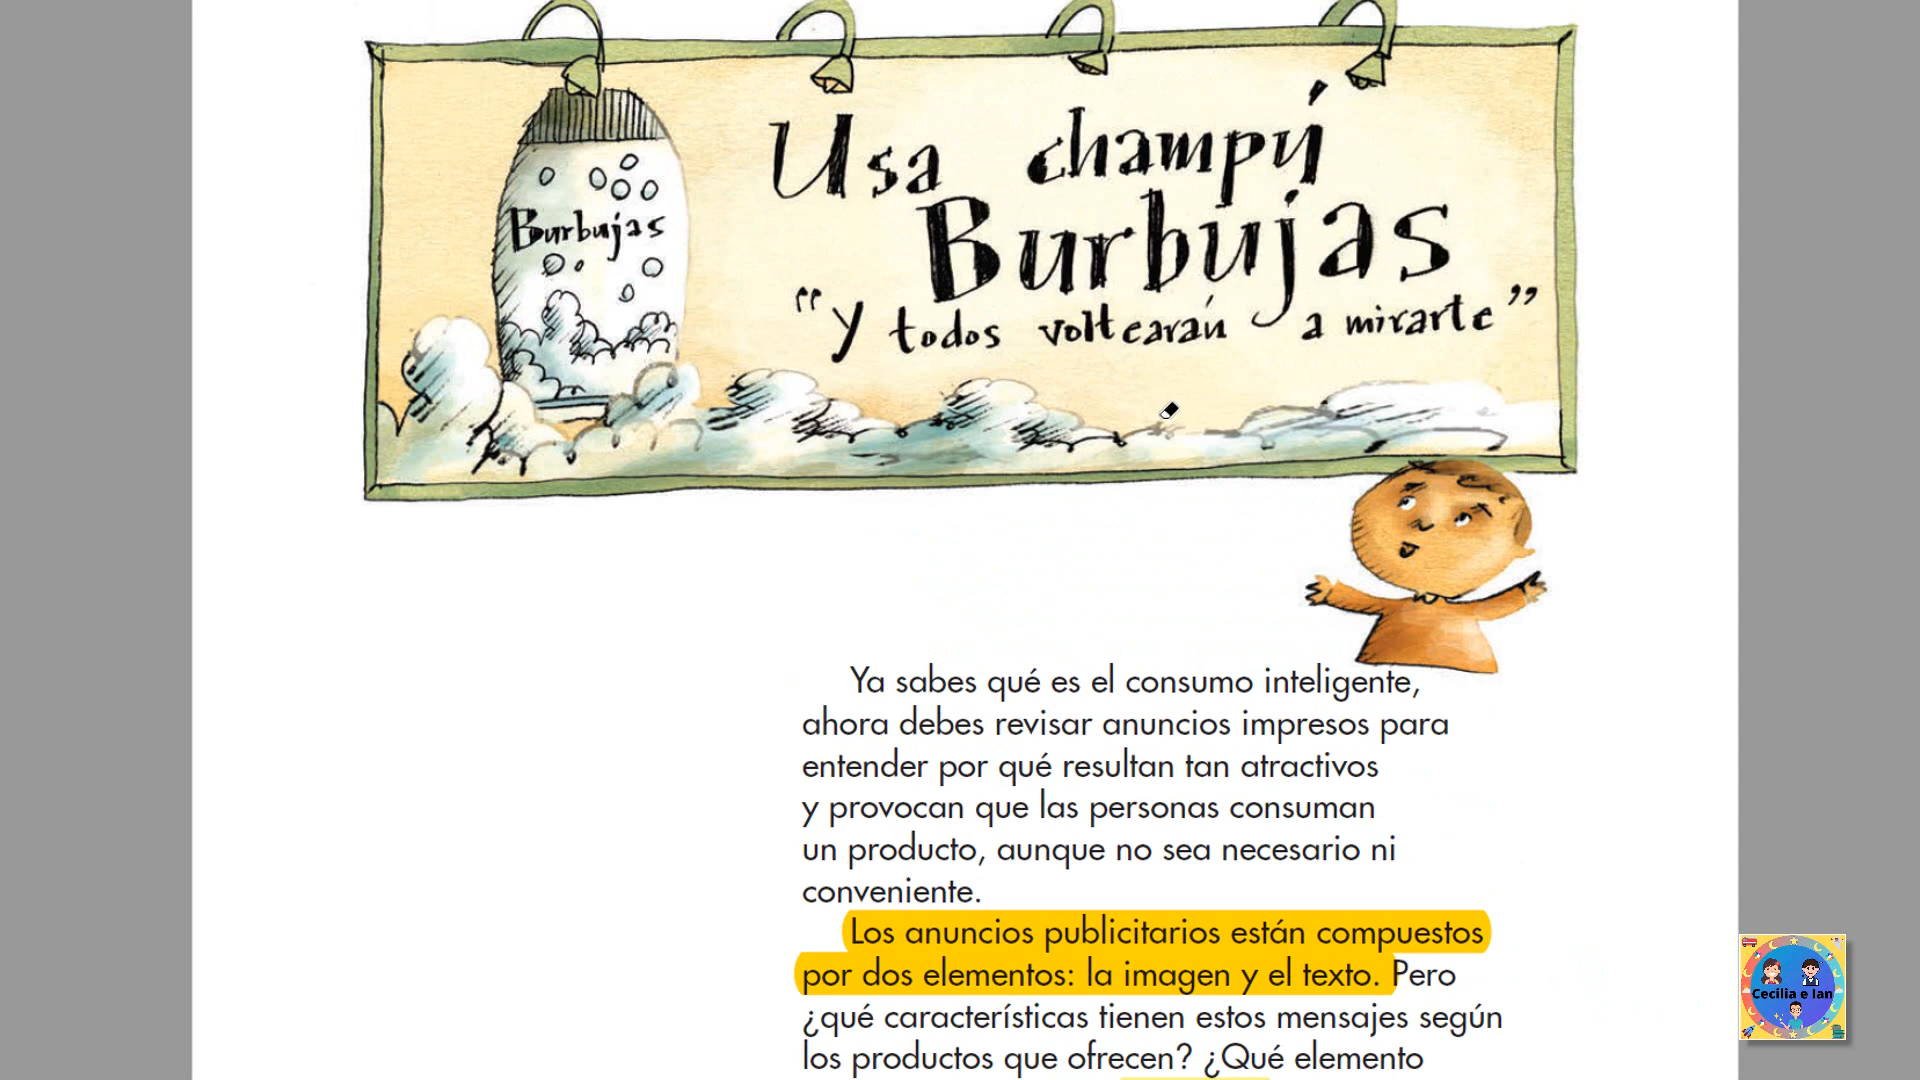 Burbujas
Usa champú
Burbujas
“y todos voltearán a mirarte”
Ya sabes qué es el consumo inteligente,
ahora debes revisar anuncios impresos para
entender por qué resultan tan atractivos
y provocan que las personas consuman
un producto, aunque no sea necesario ni
conveniente.
Los anuncios publicitarios están compuestos
por dos elementos: la imagen y el texto. Pero
¿qué características tienen estos mensajes según
los productos que ofrecen? ¿Qué elemento
Cecilia e Ian